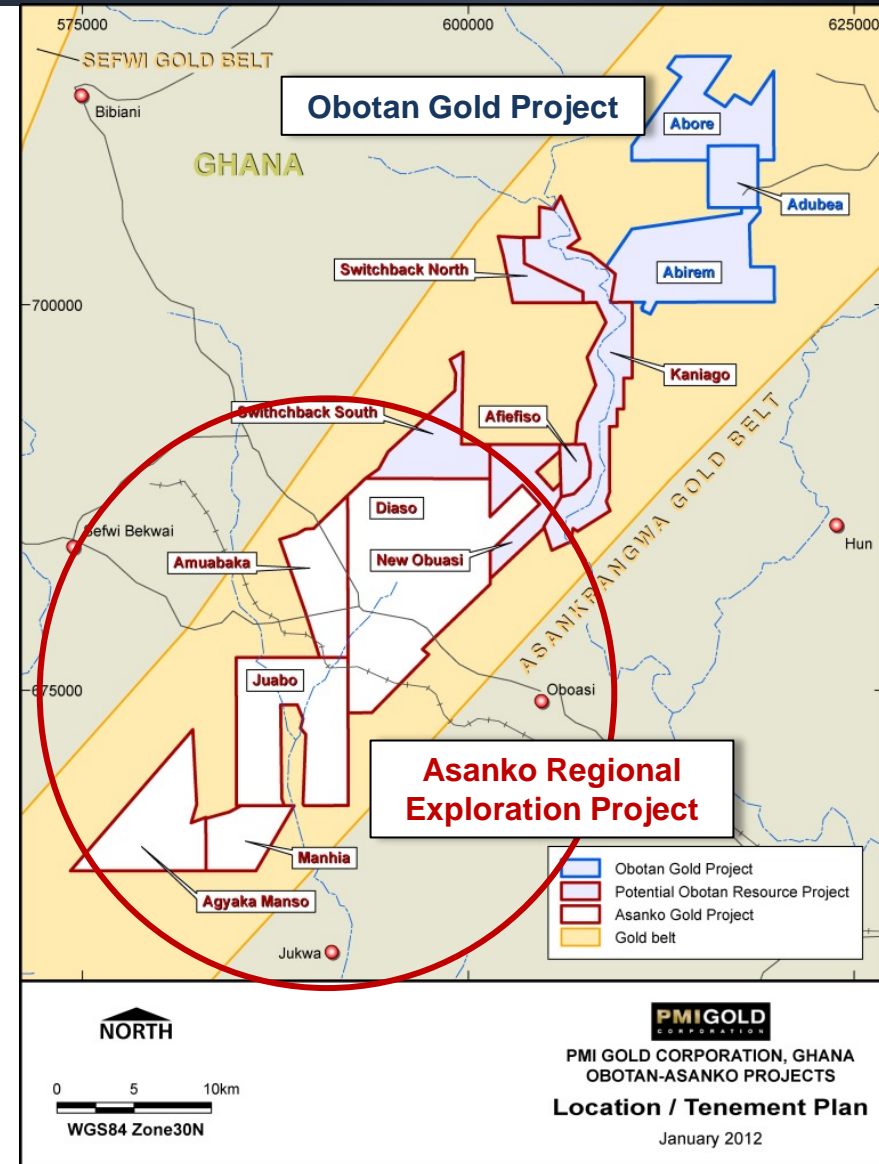 575000
600000
625000
SEFWI GOLD BELT
Bibiani
Obotan Gold Project
GHANA
Abore
Adubea
Switchback North
Abirem
700000
Kaniago
Swithchback South
Afiefiso
Diaso
Sefwi Bekwai
Amuabaka
New Obuasi
Hun
ASANKRANGWA GOLD BELT
675000
Juabo
Oboasi
Asanko Regional
Exploration Project
Manhia
Agyaka Manso
Jukwa
Obotan Gold Project
Potential Obotan Resource Project
Asanko Gold Project
Gold belt
NORTH
0 5 10km
WGS84 Zone30N
PMIGOLD
CORPORATION
PMI GOLD CORPORATION, GHANA
OBOTAN-ASANKO PROJECTS
Location / Tenement Plan
January 2012